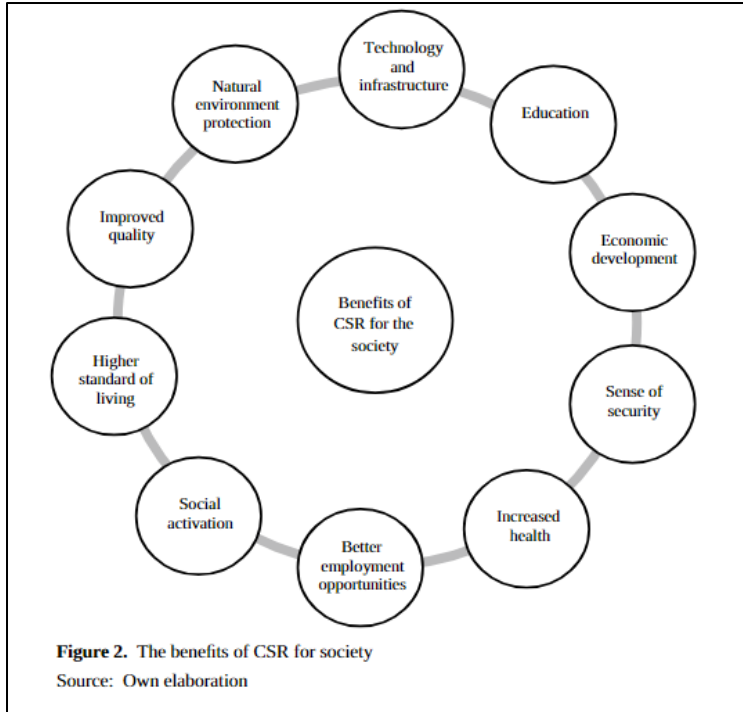 Technology
and
infrastructure
Education
Economic
development
Sense of
security
Increased
health
Better
employment
opportunities
Social
activation
Higher
standard of
living
Improved
quality
Natural
environment
protection
Benefits of
CSR for the
society
Figure 2. The benefits of CSR for society
Source: Own elaboration